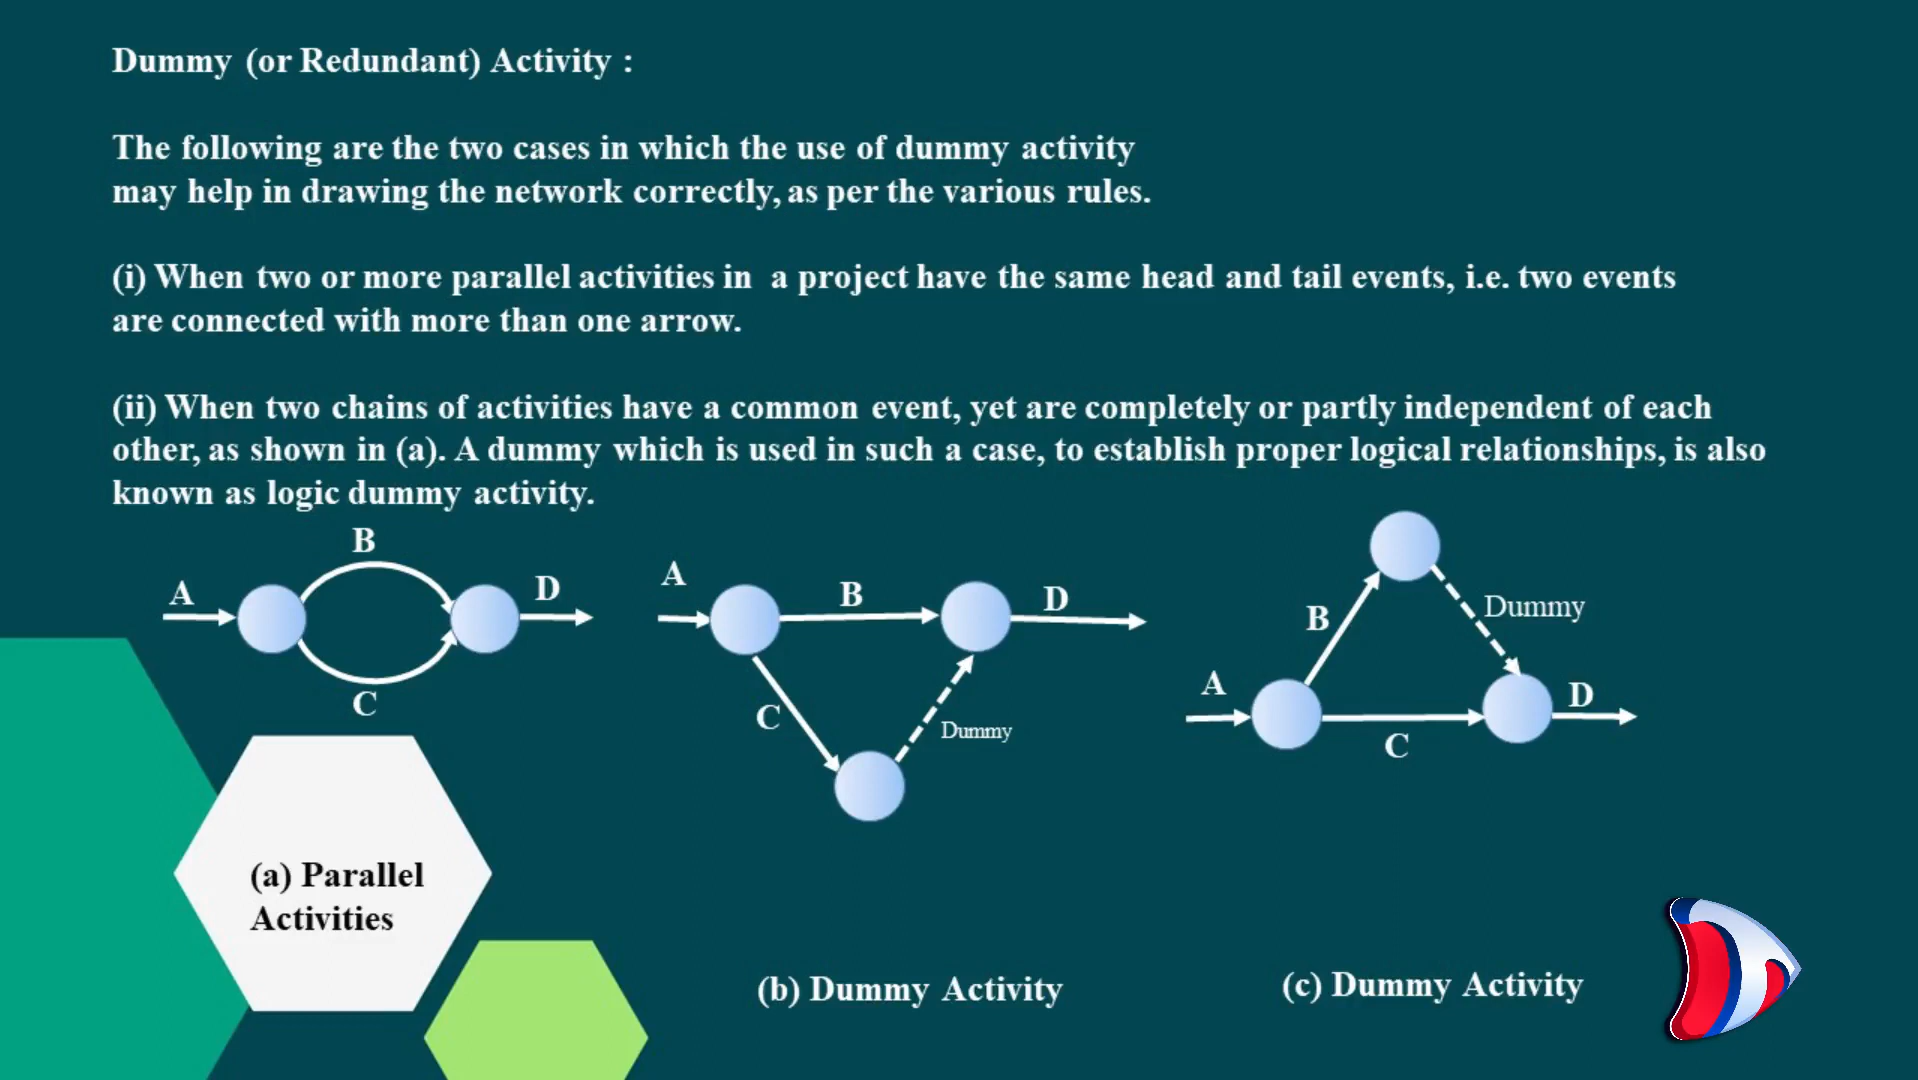 Dummy (or Redundant) Activity :
The following are the two cases in which the use of dummy activity
may help in drawing the network correctly, as per the various rules.
(i) When two or more parallel activities in a project have the same head and tail events, i.e. two events
are connected with more than one arrow.
(ii) When two chains of activities have a common event, yet are completely or partly independent of each
other, as shown in (a). A dummy which is used in such a case, to establish proper logical relationships, is also
known as logic dummy activity.
A
B
C
D
A
B
C
D
Dummy
A
B
C
D
Dummy
(a) Parallel
Activities
(b) Dummy Activity
(c) Dummy Activity